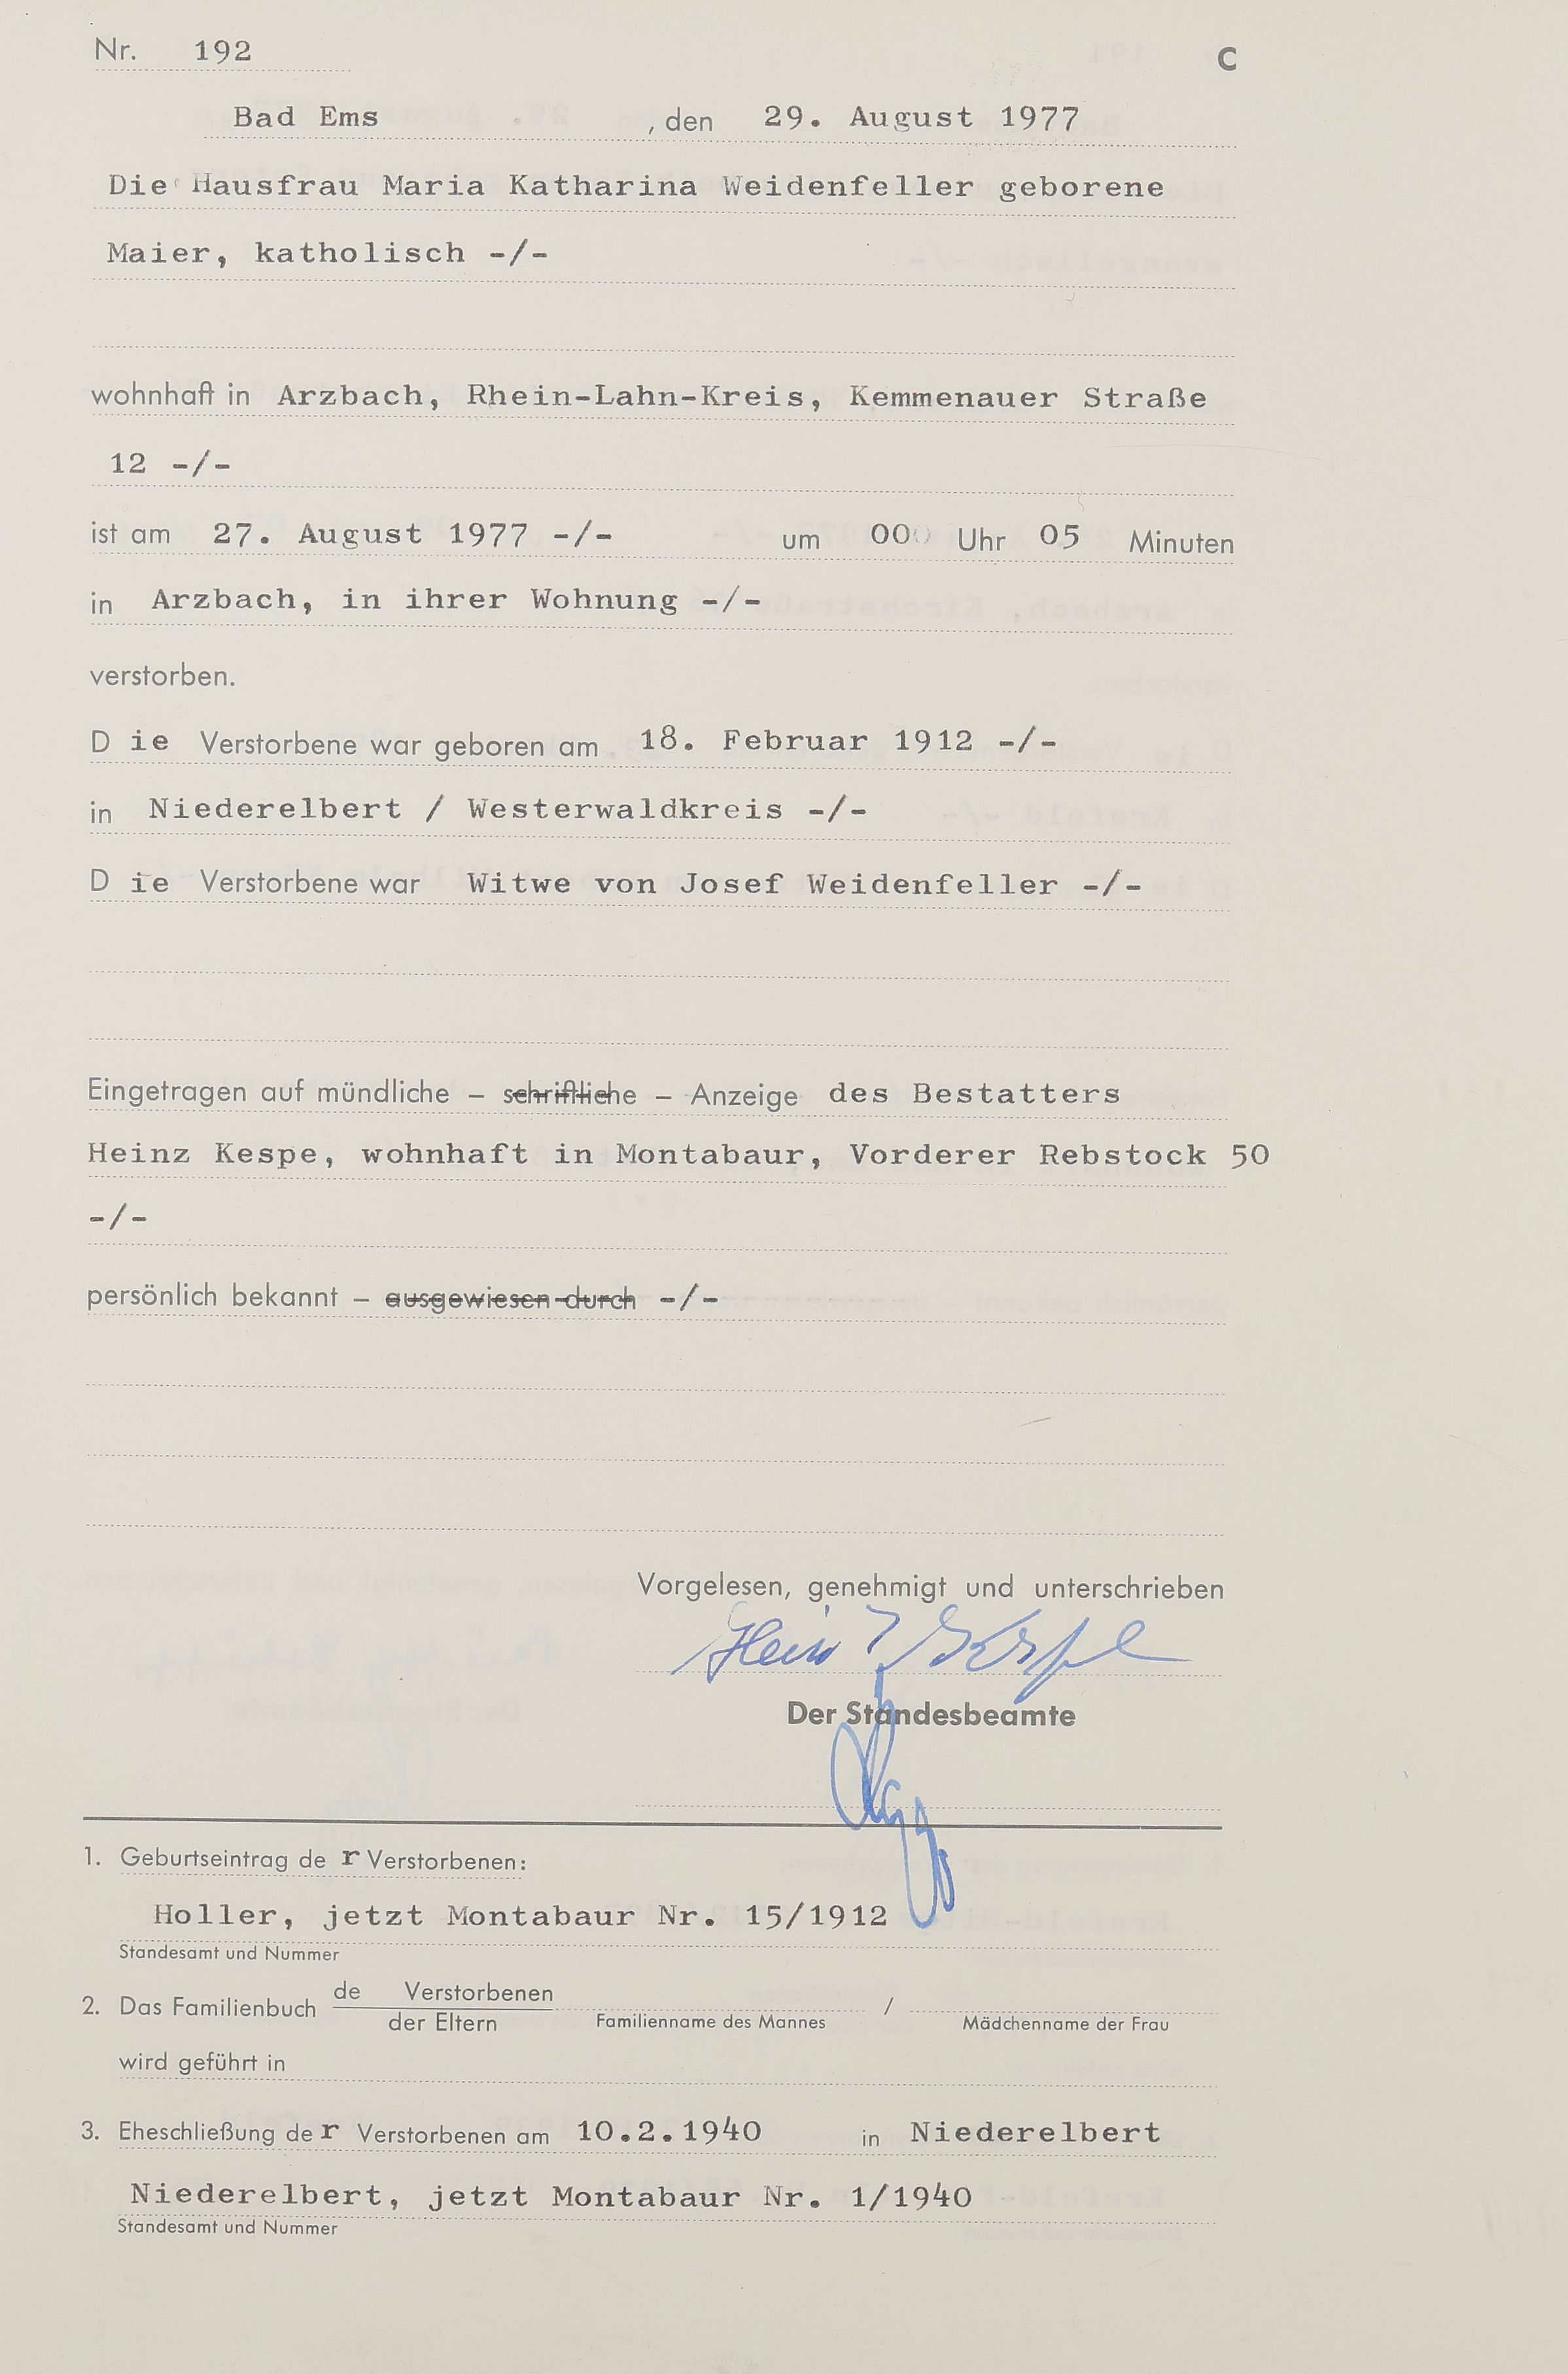 Nr. 192 C
Bad Ems , den 29. August 1977
Die Hausfrau Maria Katharina Weidenfeller geborene
Maier, katholisch -/-
wohnhaft in Arzbach, Rhein-Lahn-Kreis, Kemmenauer Straße
12 -/-
ist am 27. August 1977 -/- um 00 Uhr 05 Minuten
in Arzbach, in ihrer Wohnung -/-
verstorben.
Die Verstorbene war geboren am 18. Februar 1912 -/-
in Niederelbert / Westerwaldkreis -/-
Die Verstorbene war Witwe von Josef Weidenfeller -/-
Eingetragen auf mündliche – schriftliche – Anzeige des Bestatters
Heinz Kespe, wohnhaft in Montabaur, Vorderer Rebstock 50
-/-
persönlich bekannt – ausgewiesen durch -/-
Vorgelesen, genehmigt und unterschrieben
Heinz Kespe
Der Standesbeamte
1. Geburtseintrag der Verstorbenen:
Holler, jetzt Montabaur Nr. 15/1912
Standesamt und Nummer
2. Das Familienbuch de Verstorbenen /
der Eltern Familienname des Mannes Mädchenname der Frau
wird geführt in
3. Eheschließung der Verstorbenen am 10.2.1940 in Niederelbert
Niederelbert, jetzt Montabaur Nr. 1/1940
Standesamt und Nummer